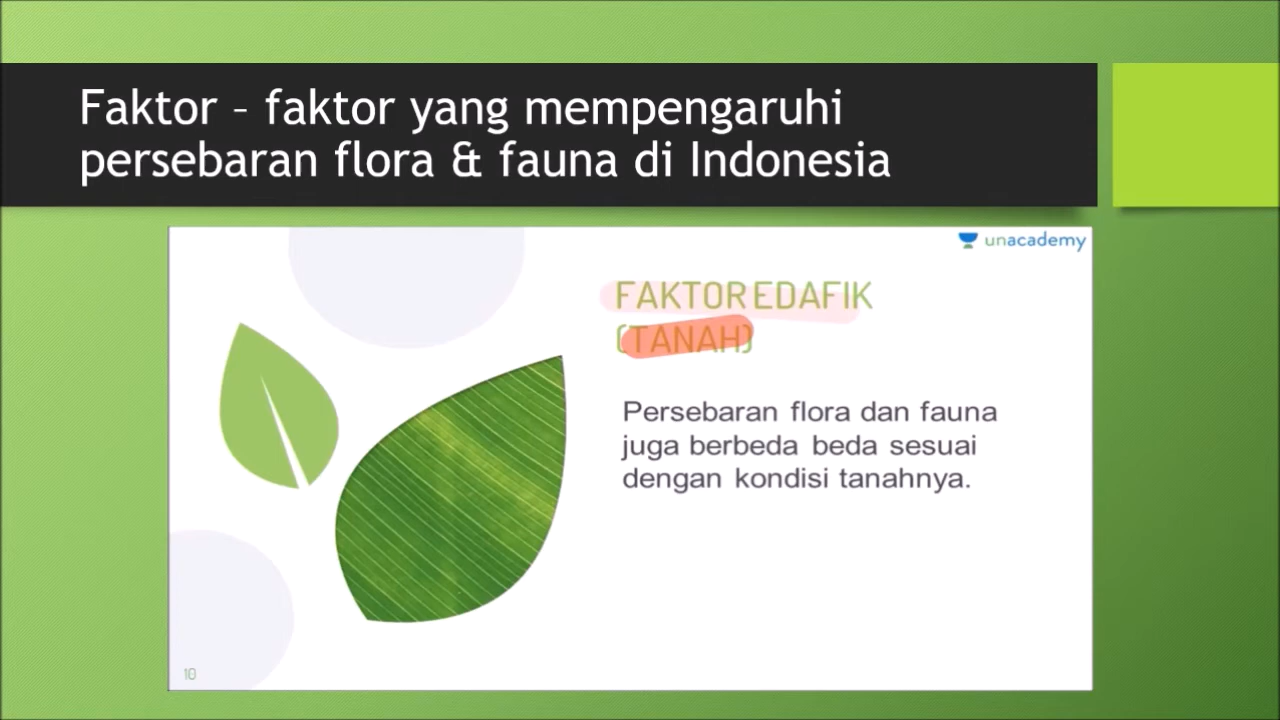 Faktor – faktor yang mempengaruhi
persebaran flora & fauna di Indonesia
unacademy
FAKTOR EDAFIK
(TANAH)
Persebaran flora dan fauna
juga berbeda beda sesuai
dengan kondisi tanahnya.
10